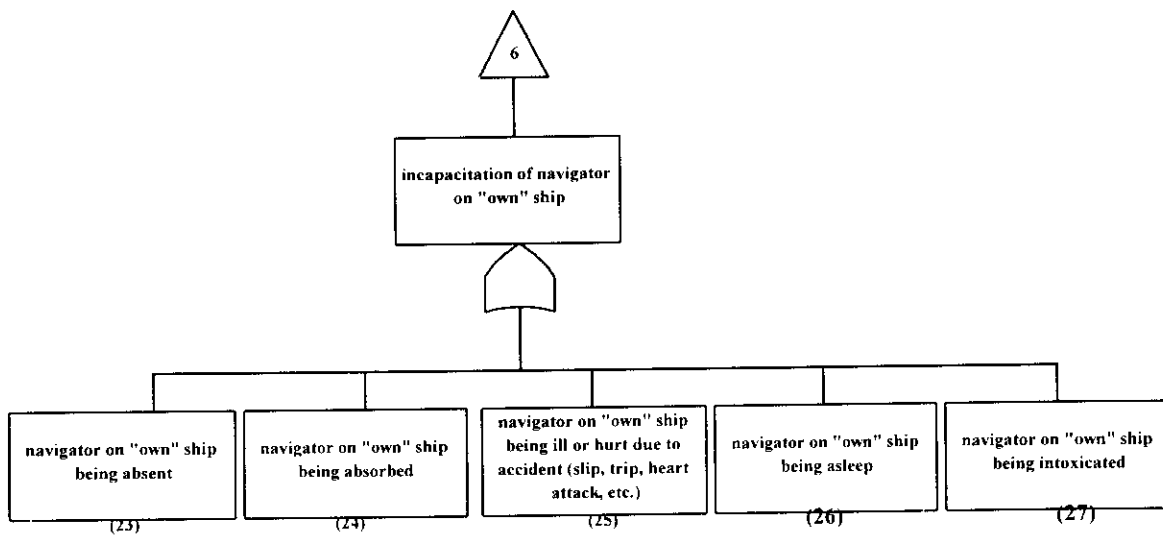 6
incapacitation of navigator
on "own" ship
navigator on "own" ship
being absent
(23)
navigator on "own" ship
being absorbed
(24)
navigator on "own" ship
being ill or hurt due to
accident (slip, trip, heart
attack, etc.)
(25)
navigator on "own" ship
being asleep
(26)
navigator on "own" ship
being intoxicated
(27)